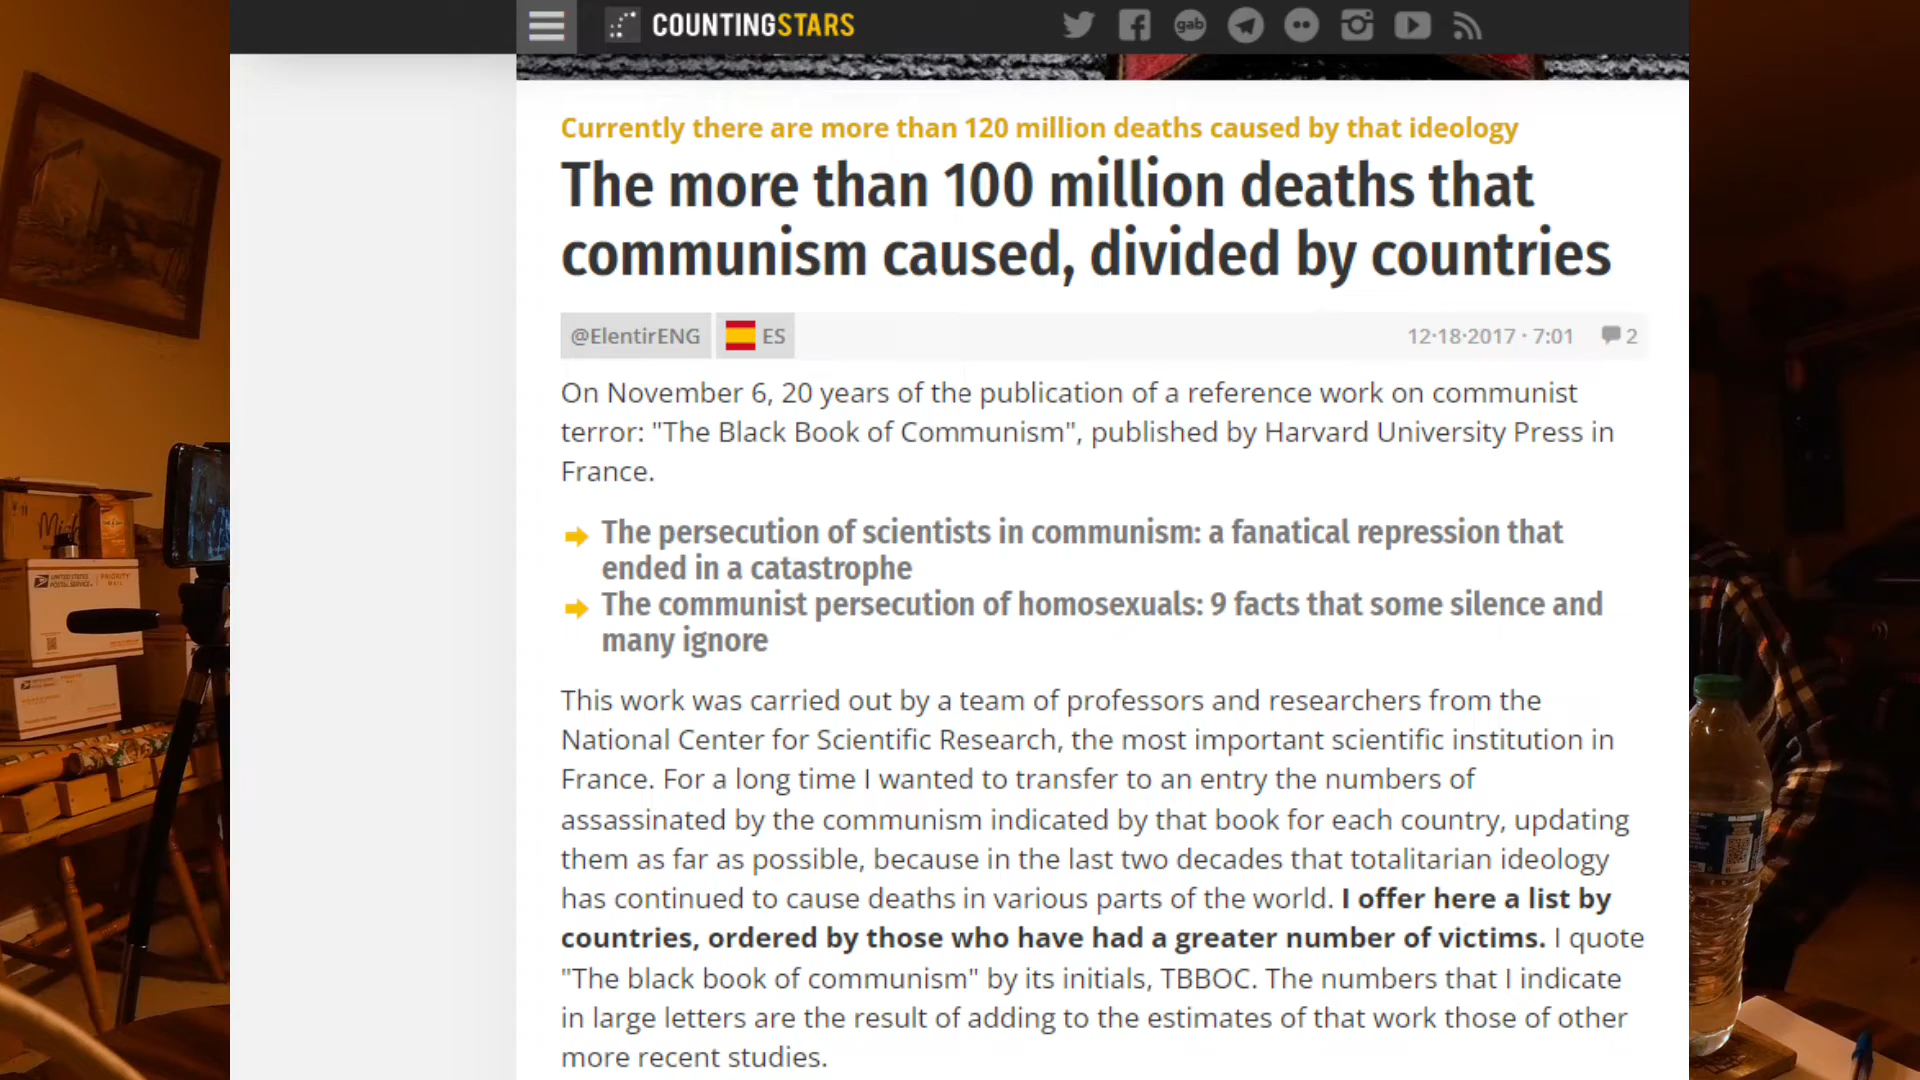 COUNTINGSTARS
gab
Currently there are more than 120 million deaths caused by that ideology
The more than 100 million deaths that
communism caused, divided by countries
@ElentirENG
ES
12·18·2017 · 7:01
2
On November 6, 20 years of the publication of a reference work on communist
terror: "The Black Book of Communism", published by Harvard University Press in
France.
The persecution of scientists in communism: a fanatical repression that
ended in a catastrophe
The communist persecution of homosexuals: 9 facts that some silence and
many ignore
This work was carried out by a team of professors and researchers from the
National Center for Scientific Research, the most important scientific institution in
France. For a long time I wanted to transfer to an entry the numbers of
assassinated by the communism indicated by that book for each country, updating
them as far as possible, because in the last two decades that totalitarian ideology
has continued to cause deaths in various parts of the world. I offer here a list by
countries, ordered by those who have had a greater number of victims. I quote
"The black book of communism" by its initials, TBBOC. The numbers that I indicate
in large letters are the result of adding to the estimates of that work those of other
more recent studies.
UNITED STATES
POSTAL SERVICE
PRIORITY
MAIL